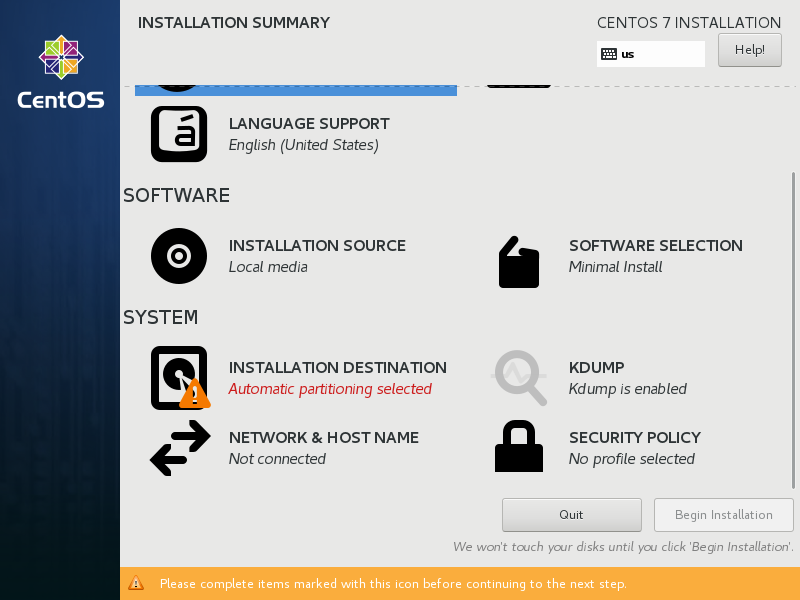 INSTALLATION SUMMARY
CENTOS 7 INSTALLATION
us
Help!
CentOS
á
LANGUAGE SUPPORT
English (United States)
SOFTWARE
INSTALLATION SOURCE
Local media
SOFTWARE SELECTION
Minimal Install
SYSTEM
INSTALLATION DESTINATION
Automatic partitioning selected
KDUMP
Kdump is enabled
NETWORK & HOST NAME
Not connected
SECURITY POLICY
No profile selected
Quit
Begin Installation
We won't touch your disks until you click 'Begin Installation'.
Please complete items marked with this icon before continuing to the next step.